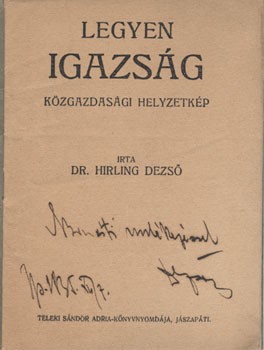 LEGYEN
IGAZSÁG
KÖZGAZDASÁGI HELYZETKÉP
IRTA
DR. HIRLING DEZSŐ
TELEKI SÁNDOR ADRIA-KÖNYVNYOMDÁJA, JÁSZAPÁTI.